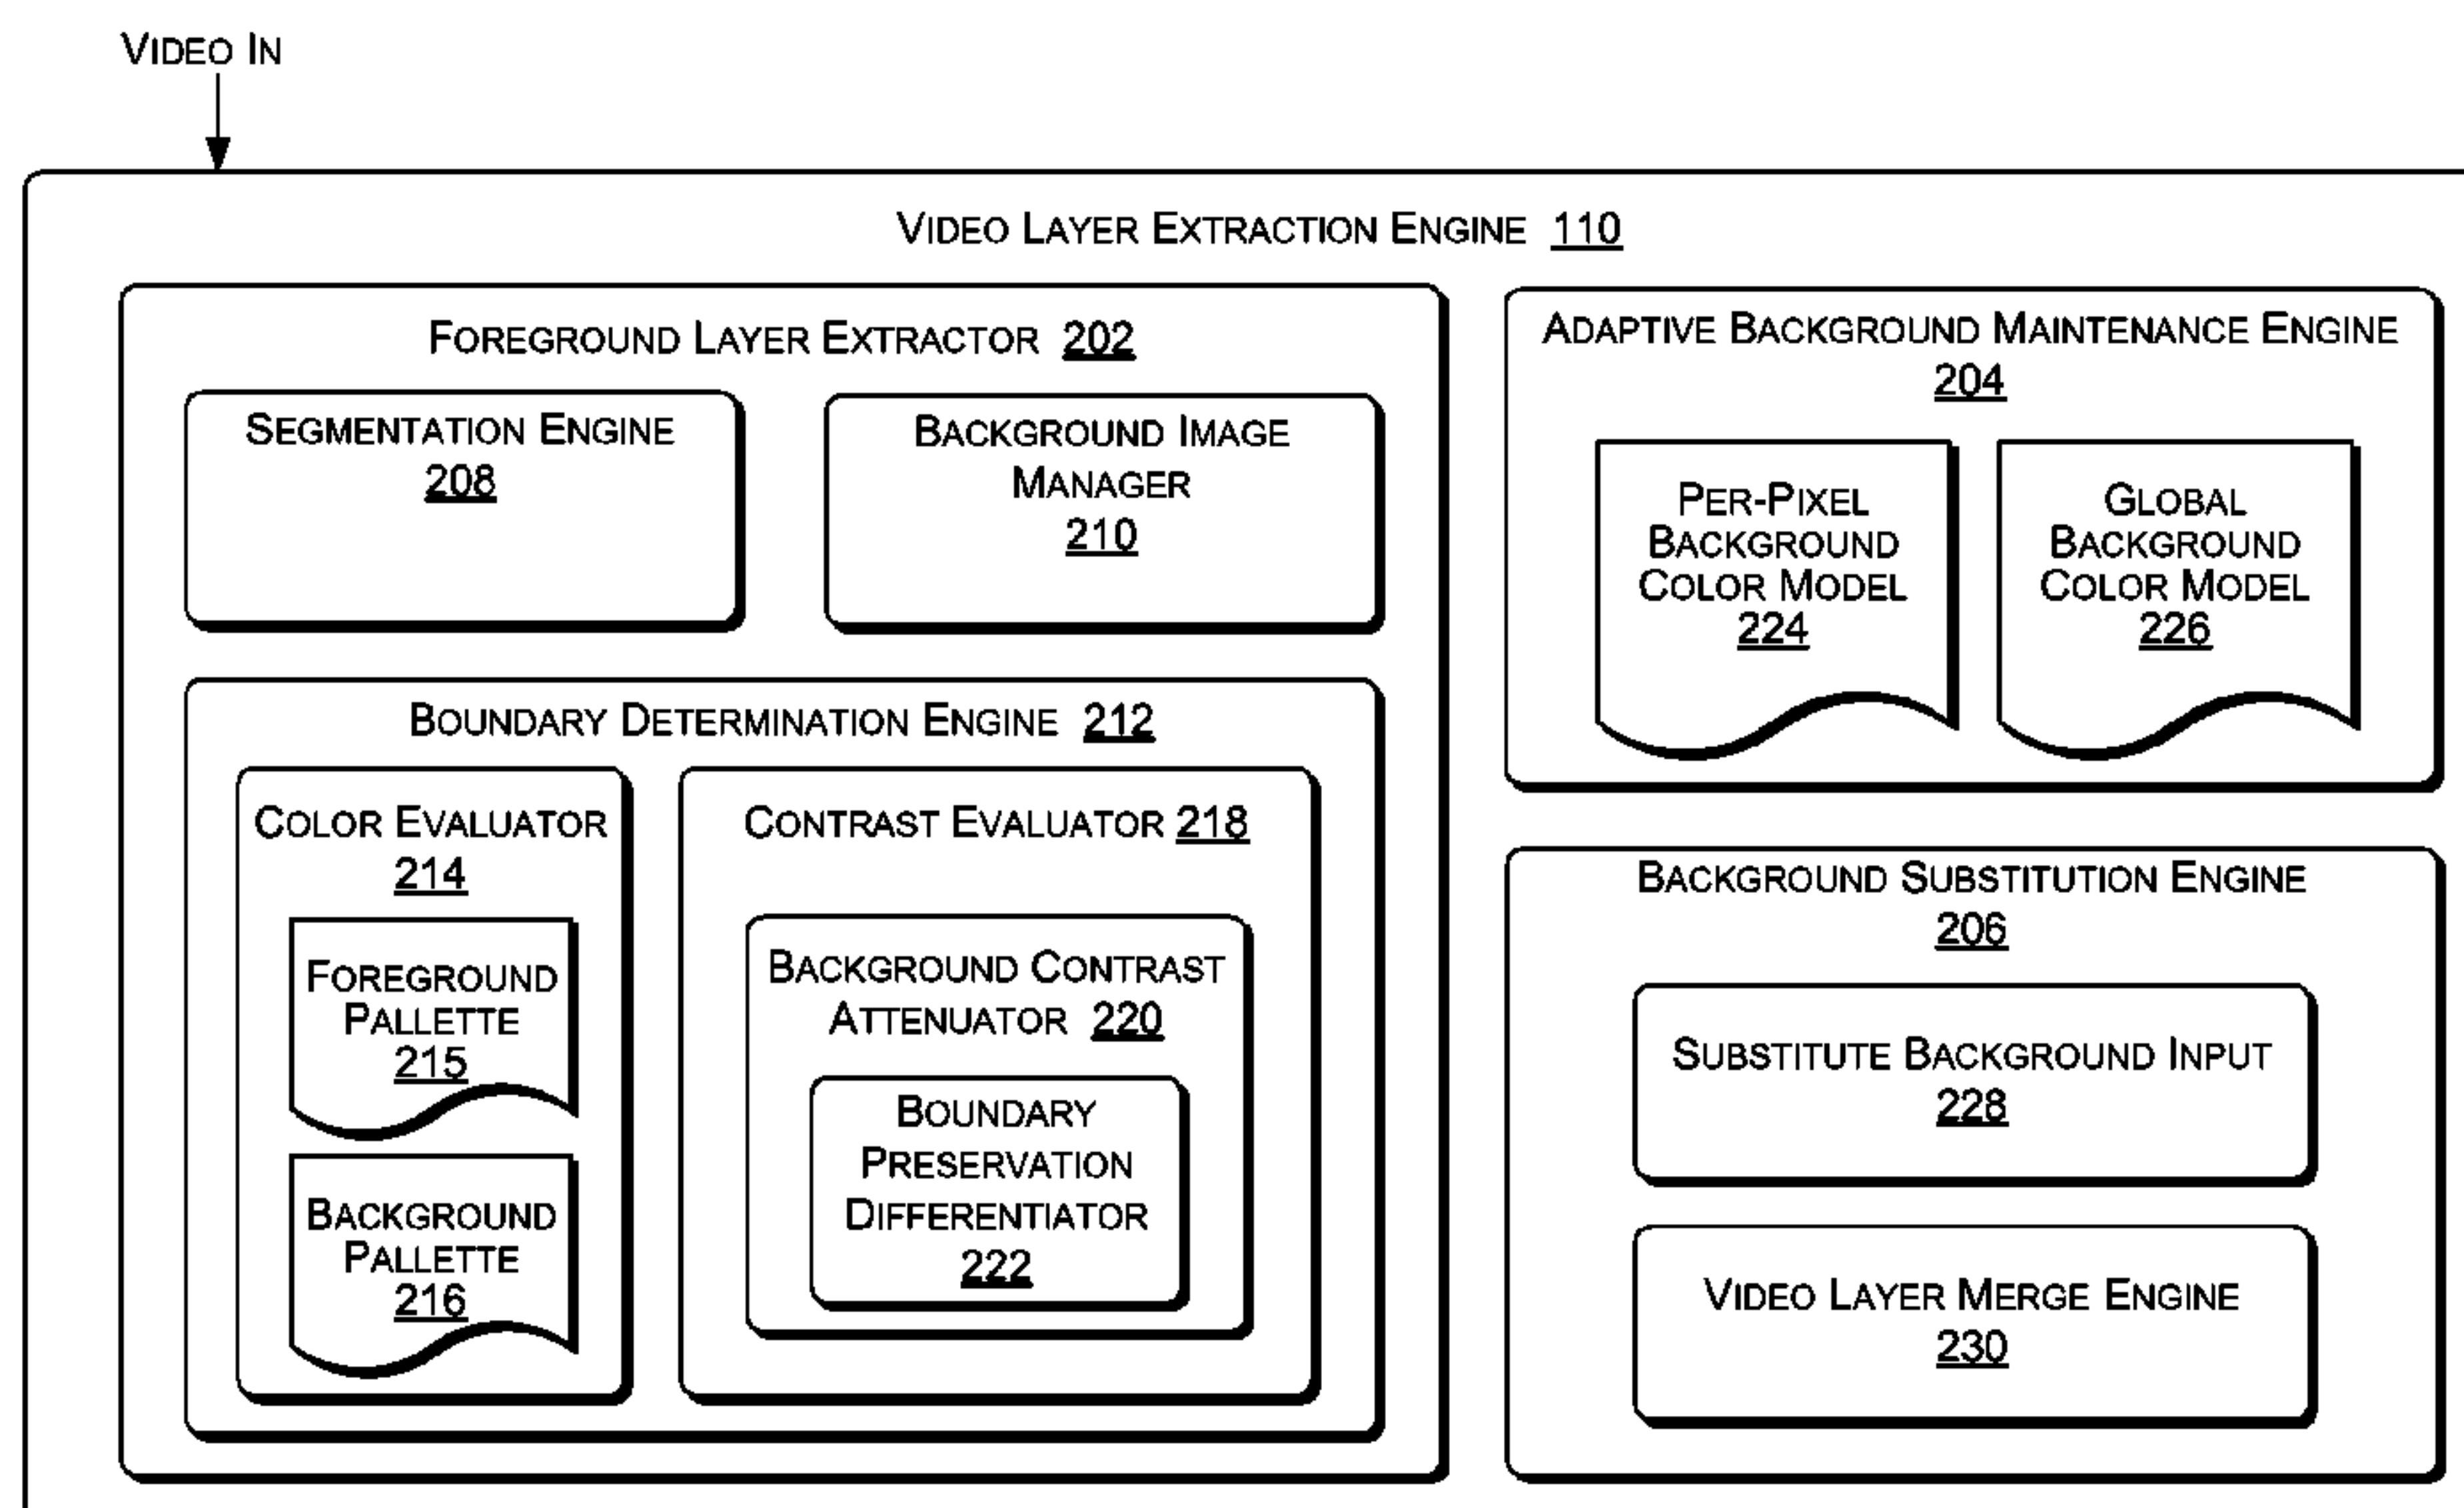 VIDEO IN
VIDEO LAYER EXTRACTION ENGINE 110
FOREGROUND LAYER EXTRACTOR 202
SEGMENTATION ENGINE
208
BACKGROUND IMAGE
MANAGER
210
BOUNDARY DETERMINATION ENGINE 212
COLOR EVALUATOR
214
FOREGROUND
PALLETTE
215
BACKGROUND
PALLETTE
216
CONTRAST EVALUATOR 218
BACKGROUND CONTRAST
ATTENUATOR 220
BOUNDARY
PRESERVATION
DIFFERENTIATOR
222
ADAPTIVE BACKGROUND MAINTENANCE ENGINE
204
PER-PIXEL
BACKGROUND
COLOR MODEL
224
GLOBAL
BACKGROUND
COLOR MODEL
226
BACKGROUND SUBSTITUTION ENGINE
206
SUBSTITUTE BACKGROUND INPUT
228
VIDEO LAYER MERGE ENGINE
230